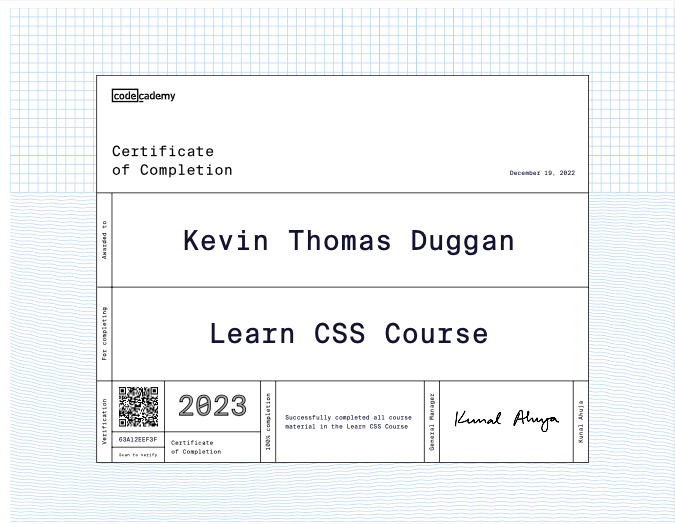 codecademy
Certificate
of Completion
December 19, 2022
Awarded to
Kevin Thomas Duggan
For completing
Learn CSS Course
Verification
63A12EEF3F
Scan to verify
2023
Certificate
of Completion
100% completion
Successfully completed all course
material in the Learn CSS Course
General Manager
Kunal Ahuja
Kunal Ahuja